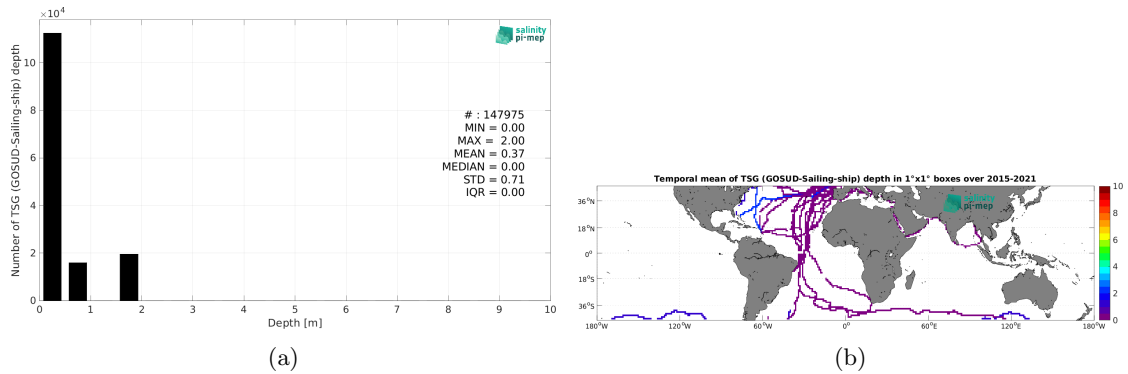 ×10⁴
10
8
6
4
2
0
Number of TSG (GOSUD-Sailing-ship) depth
salinity
pi-mep
# : 147975
MIN = 0.00
MAX = 2.00
MEAN = 0.37
MEDIAN = 0.00
STD = 0.71
IQR = 0.00
0 1 2 3 4 5 6 7 8 9 10
Depth [m]
(a)
Temporal mean of TSG (GOSUD-Sailing-ship) depth in 1°x1° boxes over 2015-2021
salinity
pi-mep
36°N
18°N
0°
18°S
36°S
180°W 120°W 60°W 0° 60°E 120°E 180°W
10
8
6
4
2
0
(b)